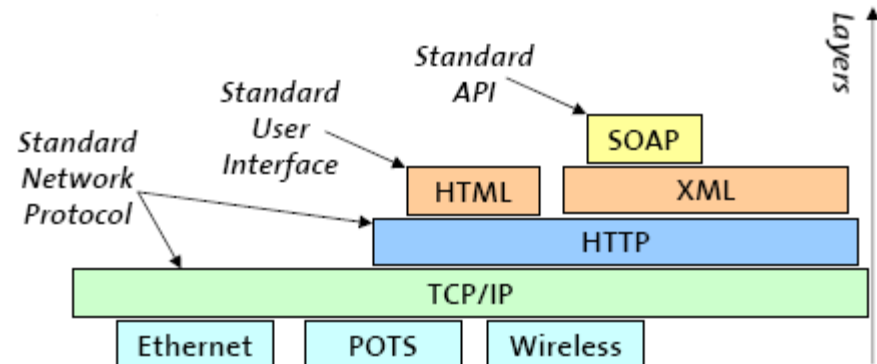 Layers
Standard
API
Standard
User
Interface
Standard
Network
Protocol
SOAP
HTML
XML
HTTP
TCP/IP
Ethernet
POTS
Wireless